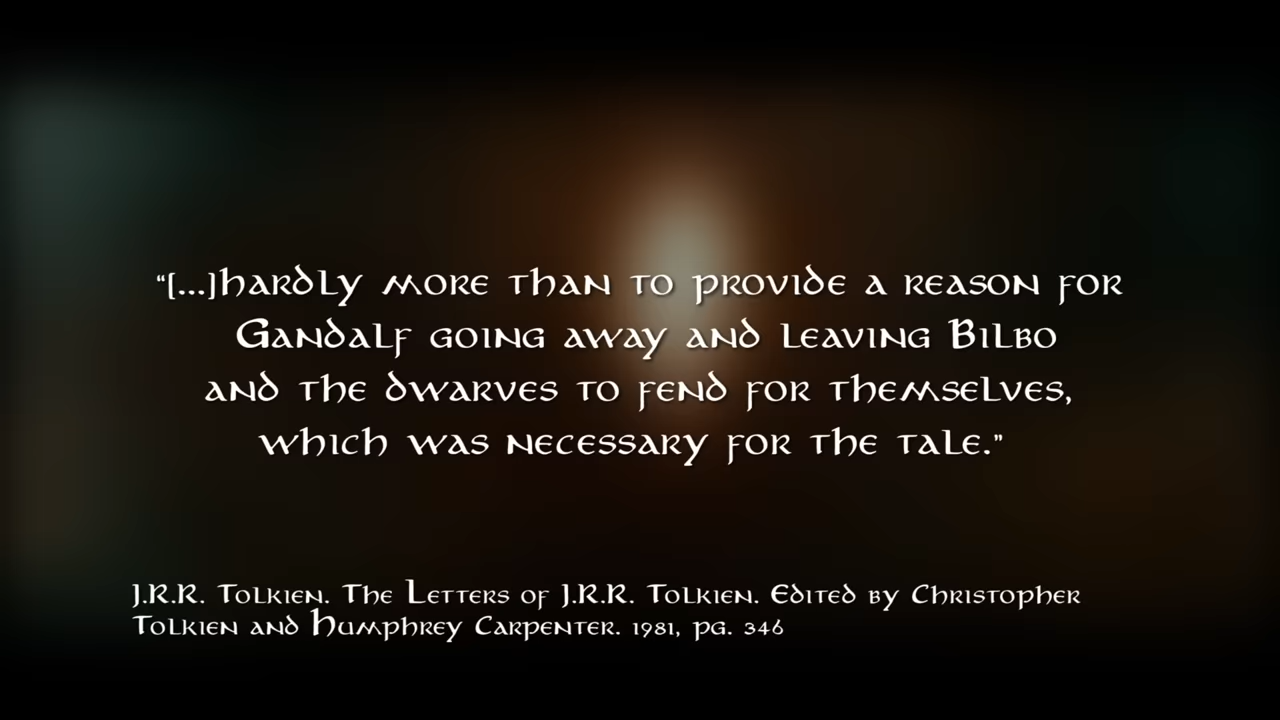 “[...]hardly more than to provide a reason for
Gandalf going away and leaving Bilbo
and the dwarves to fend for themselves,
which was necessary for the tale.”
J.R.R. Tolkien. The Letters of J.R.R. Tolkien. Edited by Christopher
Tolkien and Humphrey Carpenter. 1981, pg. 346